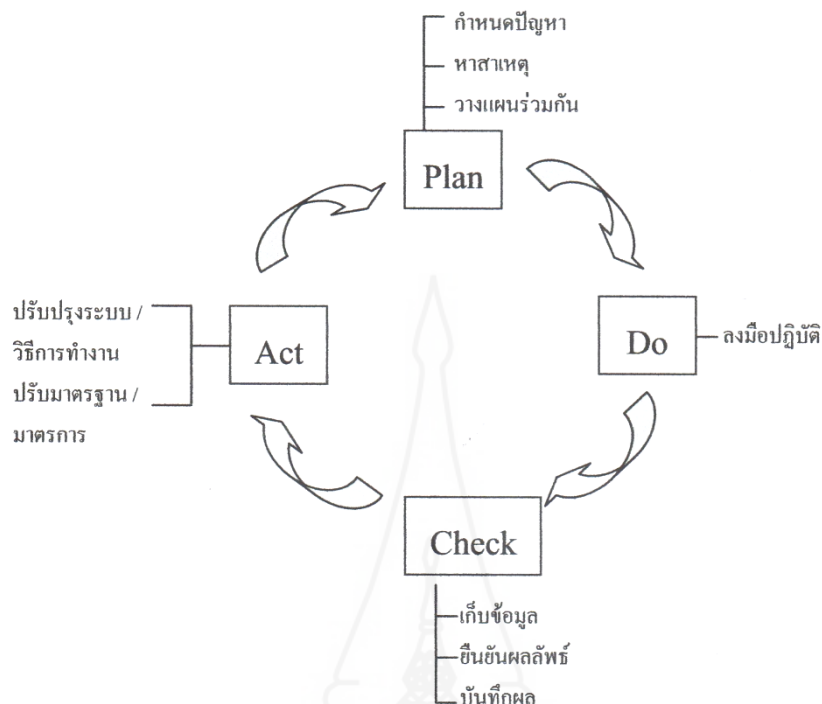 กำหนดปัญหา
หาสาเหตุ
วางแผนร่วมกัน
Plan
Do
ลงมือปฏิบัติ
Check
เก็บข้อมูล
ยืนยันผลลัพธ์
บันทึกผล
Act
ปรับปรุงระบบ /
วิธีการทำงาน
ปรับมาตรฐาน /
มาตรการ